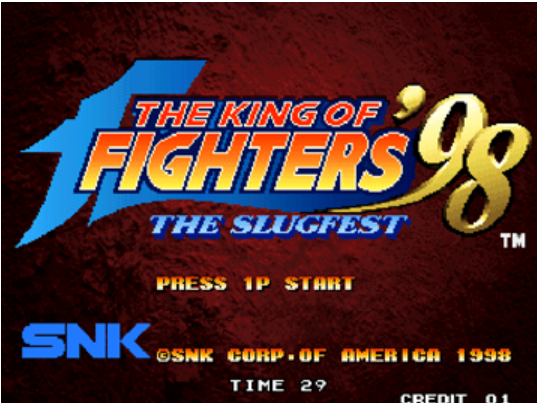 THE KING OF
FIGHTERS '98
THE SLUGFEST
TM
PRESS 1P START
SNK
©SNK CORP.OF AMERICA 1998
TIME 29
CREDIT 01